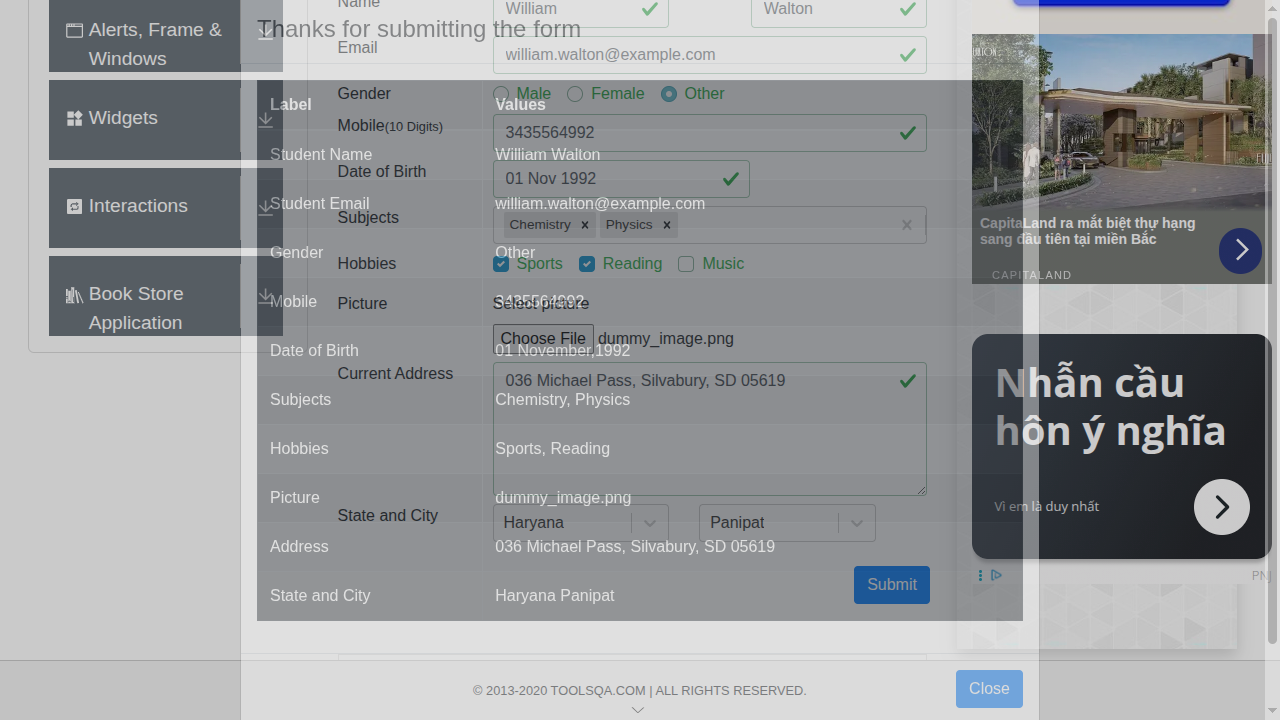 Alerts, Frame &
Windows
Widgets
Interactions
Book Store
Application
Thanks for submitting the form
Name
William
Walton
Email
william.walton@example.com
Gender
Male
Female
Other
Mobile(10 Digits)
3435564992
Date of Birth
01 Nov 1992
Subjects
Chemistry x
Physics x
Hobbies
Sports
Reading
Music
Picture
Select picture
Choose File dummy_image.png
Current Address
036 Michael Pass, Silvabury, SD 05619
State and City
Haryana
Panipat
Submit
Label
Values
Student Name
William Walton
Student Email
william.walton@example.com
Gender
Other
Mobile
3435564992
Date of Birth
01 November,1992
Subjects
Chemistry, Physics
Hobbies
Sports, Reading
Picture
dummy_image.png
Address
036 Michael Pass, Silvabury, SD 05619
State and City
Haryana Panipat
Close
© 2013-2020 TOOLSQA.COM | ALL RIGHTS RESERVED.
CapitaLand ra mắt biệt thự hạng
sang đầu tiên tại miền Bắc
CAPITALAND
Nhẫn cầu
hôn ý nghĩa
Vì em là duy nhất
PNJ